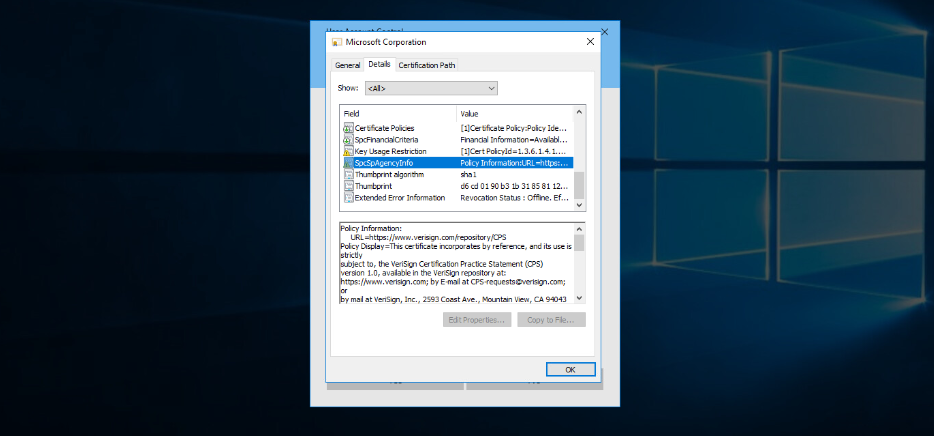 User Account Control
Microsoft Corporation
General Details Certification Path
Show: <All>
Field Value
Certificate Policies [1]Certificate Policy:Policy Ide...
SpcFinancialCriteria Financial Information=Availabl...
Key Usage Restriction [1]Cert PolicyId=1.3.6.1.4.1....
SpcSpAgencyInfo Policy Information:URL=https:...
Thumbprint algorithm sha1
Thumbprint d6 cd 01 90 b3 1b 31 85 81 12...
Extended Error Information Revocation Status : Offline. Ef...
Policy Information:
URL=https://www.verisign.com/repository/CPS
Policy Display=This certificate incorporates by reference, and its use is
strictly
subject to, the VeriSign Certification Practice Statement (CPS)
version 1.0, available in the VeriSign repository at:
https://www.verisign.com; by E-mail at CPS-requests@verisign.com;
or
by mail at VeriSign, Inc., 2593 Coast Ave., Mountain View, CA 94043
Edit Properties... Copy to File...
OK